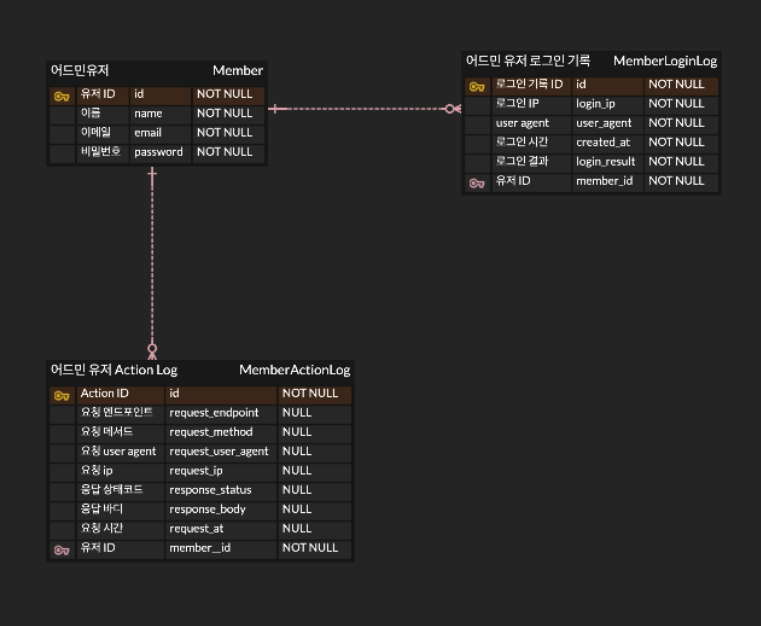 어드민유저 Member
유저 ID id NOT NULL
이름 name NOT NULL
이메일 email NOT NULL
비밀번호 password NOT NULL
어드민 유저 로그인 기록 MemberLoginLog
로그인 기록 ID id NOT NULL
로그인 IP login_ip NOT NULL
user agent user_agent NOT NULL
로그인 시간 created_at NOT NULL
로그인 결과 login_result NOT NULL
유저 ID member_id NOT NULL
어드민 유저 Action Log MemberActionLog
Action ID id NOT NULL
요청 엔드포인트 request_endpoint NULL
요청 메서드 request_method NULL
요청 user agent request_user_agent NULL
요청 ip request_ip NULL
응답 상태코드 response_status NULL
응답 바디 response_body NULL
요청 시간 request_at NULL
유저 ID member__id NOT NULL